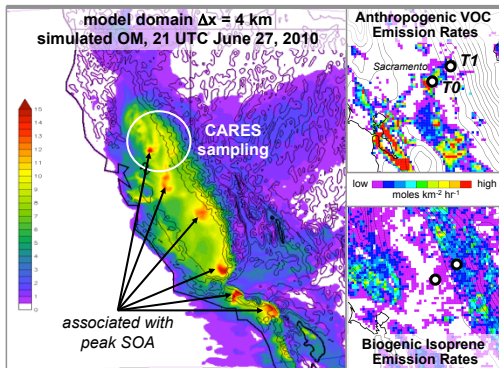 model domain Δx = 4 km
simulated OM, 21 UTC June 27, 2010
15
14
13
12
11
10
9
8
7
6
5
4
3
2
1
0
CARES
sampling
associated with
peak SOA
Anthropogenic VOC
Emission Rates
Sacramento
T1
T0
low
high
moles km-2 hr-1
Biogenic Isoprene
Emission Rates